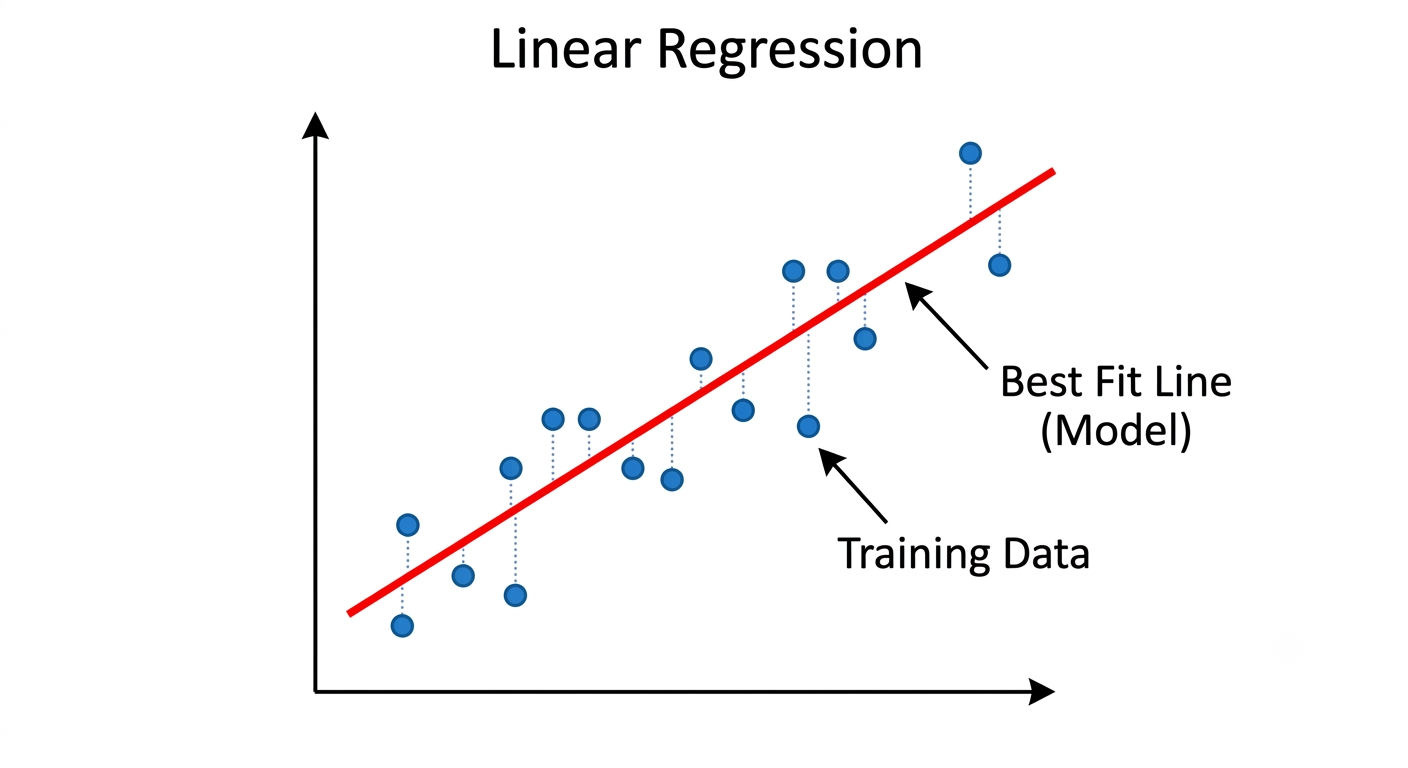 Linear Regression
Best Fit Line
(Model)
Training Data